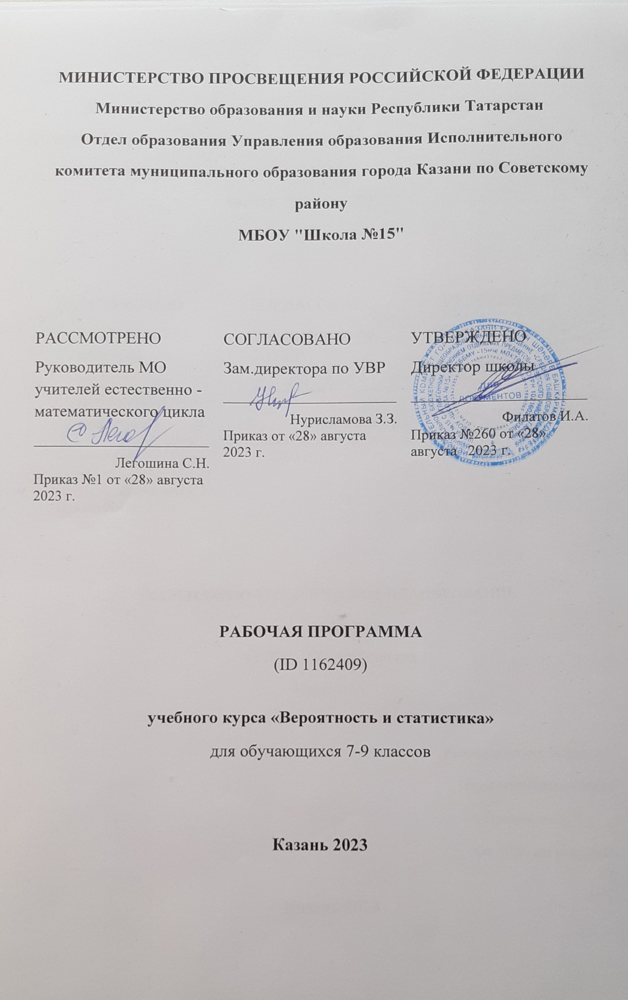 МИНИСТЕРСТВО ПРОСВЕЩЕНИЯ РОССИЙСКОЙ ФЕДЕРАЦИИ
Министерство образования и науки Республики Татарстан
Отдел образования Управления образования Исполнительного
комитета муниципального образования города Казани по Советскому
району
МБОУ "Школа №15"
РАССМОТРЕНО
Руководитель МО
учителей естественно -
математического цикла
Легошина С.Н.
Приказ №1 от «28» августа
2023 г.
СОГЛАСОВАНО
Зам.директора по УВР
Нурисламова З.З.
Приказ от «28» августа
2023 г.
УТВЕРЖДЕНО
Директор школы
ДЛЯ
ДОКУМЕНТОВ
Филатов И.А.
Приказ №260 от «28»
августа 2023 г.
РАБОЧАЯ ПРОГРАММА
(ID 1162409)
учебного курса «Вероятность и статистика»
для обучающихся 7-9 классов
Казань 2023